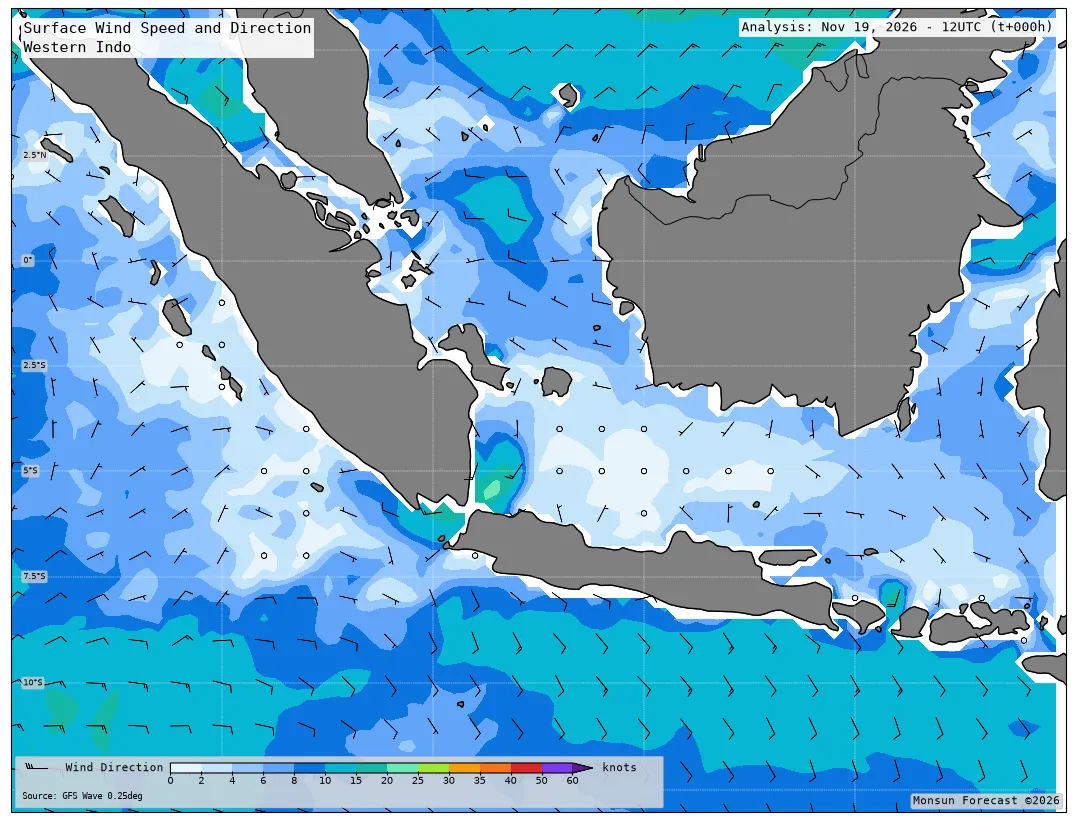 Surface Wind Speed and Direction
Western Indo
Analysis: Nov 19, 2026 - 12UTC (t+000h)
2.5°N
0°
2.5°S
5°S
7.5°S
10°S
Wind Direction
0 2 4 6 8 10 15 20 25 30 35 40 50 60
knots
Source: GFS Wave 0.25deg
Monsun Forecast ©2026